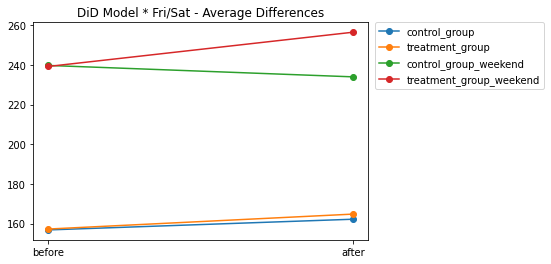 DiD Model * Fri/Sat - Average Differences
260
240
220
200
180
160
before
after
control_group
treatment_group
control_group_weekend
treatment_group_weekend